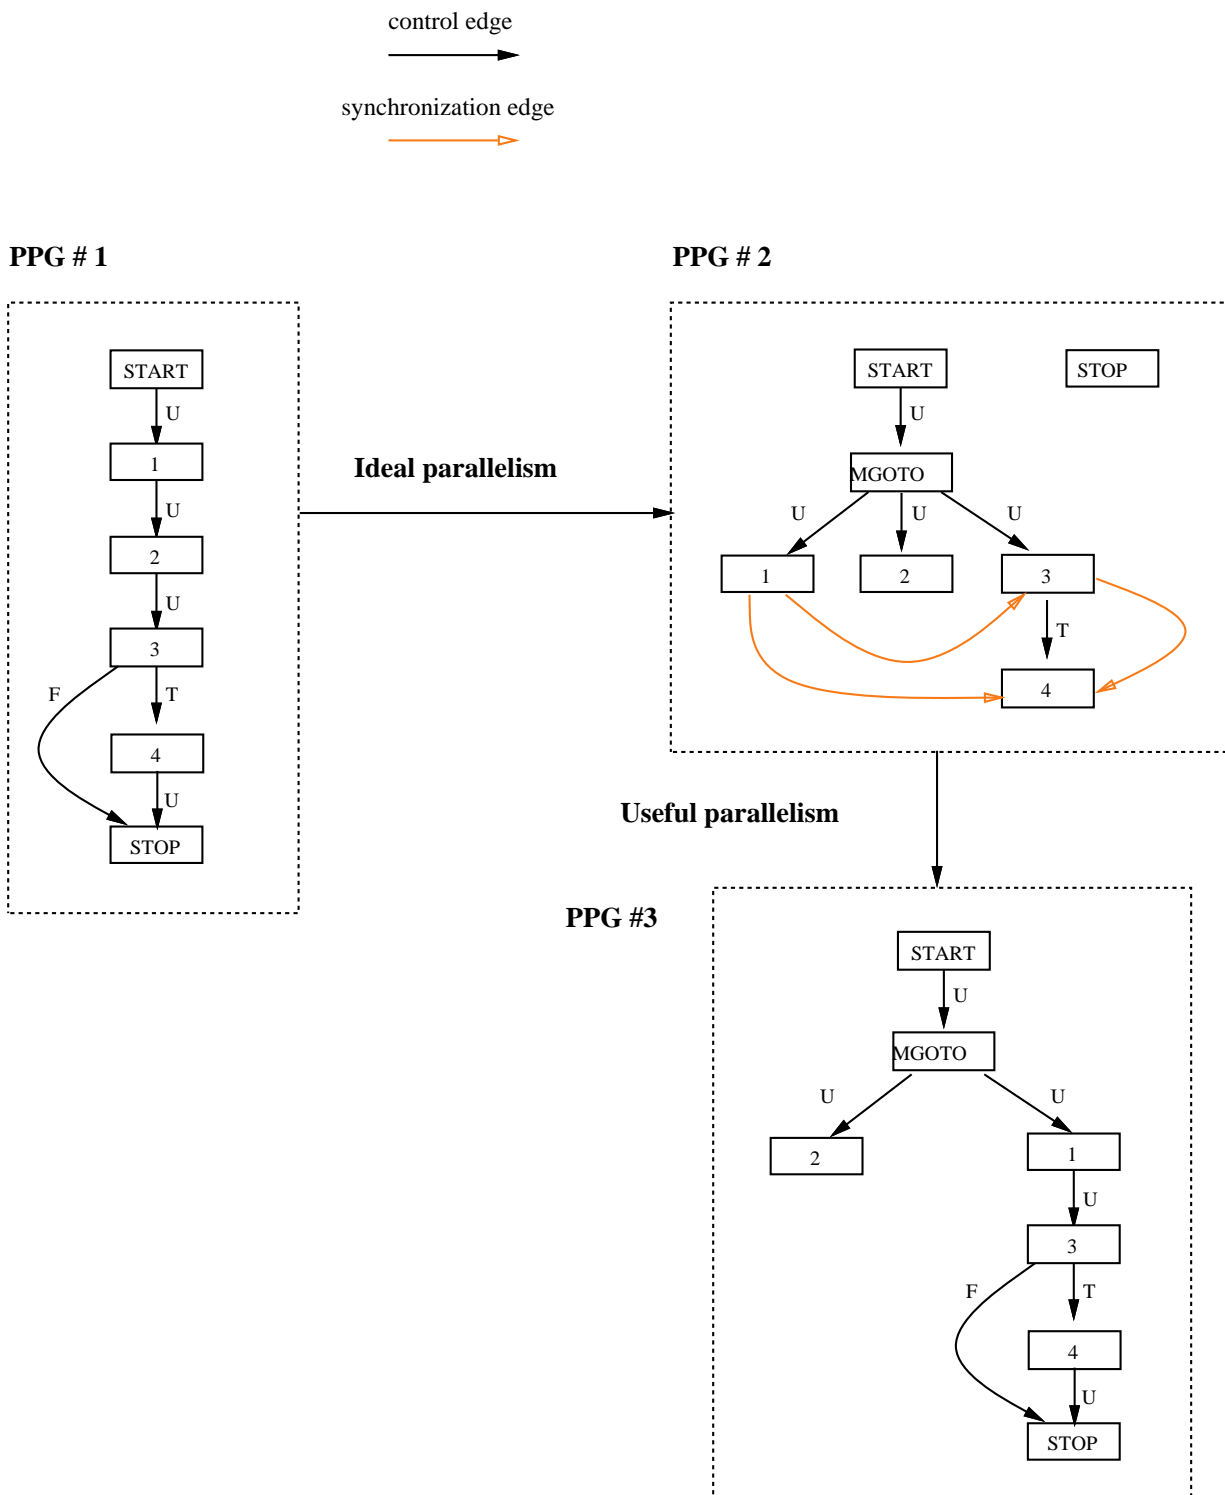 control edge
synchronization edge
PPG # 1
PPG # 2
START
U
1
U
2
U
3
F
T
4
U
STOP
Ideal parallelism
START
STOP
U
MGOTO
U
U
U
1
2
3
T
4
Useful parallelism
PPG #3
START
U
MGOTO
U
U
2
1
U
3
F
T
4
U
STOP